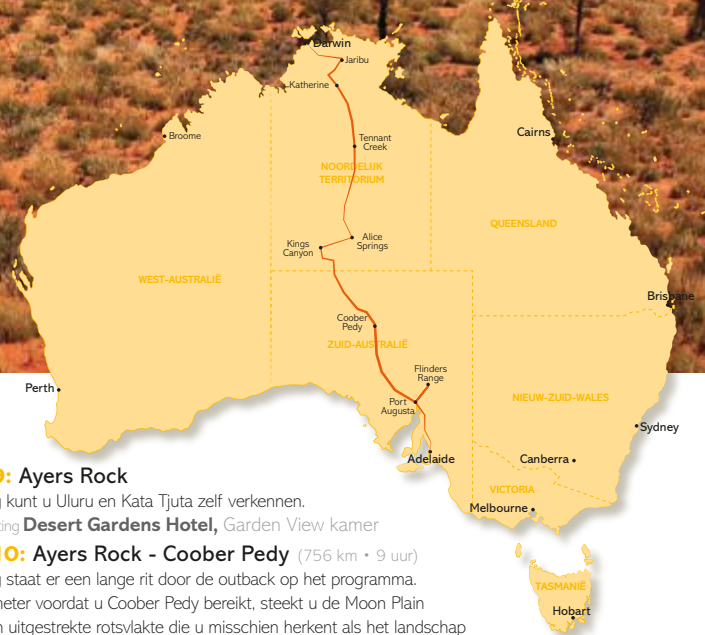 Darwin
Jaribu
Katherine
Broome
Tennant
Creek
Cairns
NOORDELIJK
TERRITORIUM
QUEENSLAND
Alice
Springs
Kings
Canyon
WEST-AUSTRALIË
Brisbane
Coober
Pedy
ZUID-AUSTRALIË
Flinders
Range
Perth
Port
Augusta
NIEUW-ZUID-WALES
Sydney
Adelaide
Canberra
VICTORIA
Melbourne
TASMANIË
Hobart
: Ayers Rock
kunt u Uluru en Kata Tjuta zelf verkennen.
Desert Gardens Hotel, Garden View kamer
10: Ayers Rock - Coober Pedy (756 km • 9 uur)
staat er een lange rit door de outback op het programma.
voordat u Coober Pedy bereikt, steekt u de Moon Plain
uitgestrekte rotsvlakte die u misschien herkent als het landschap